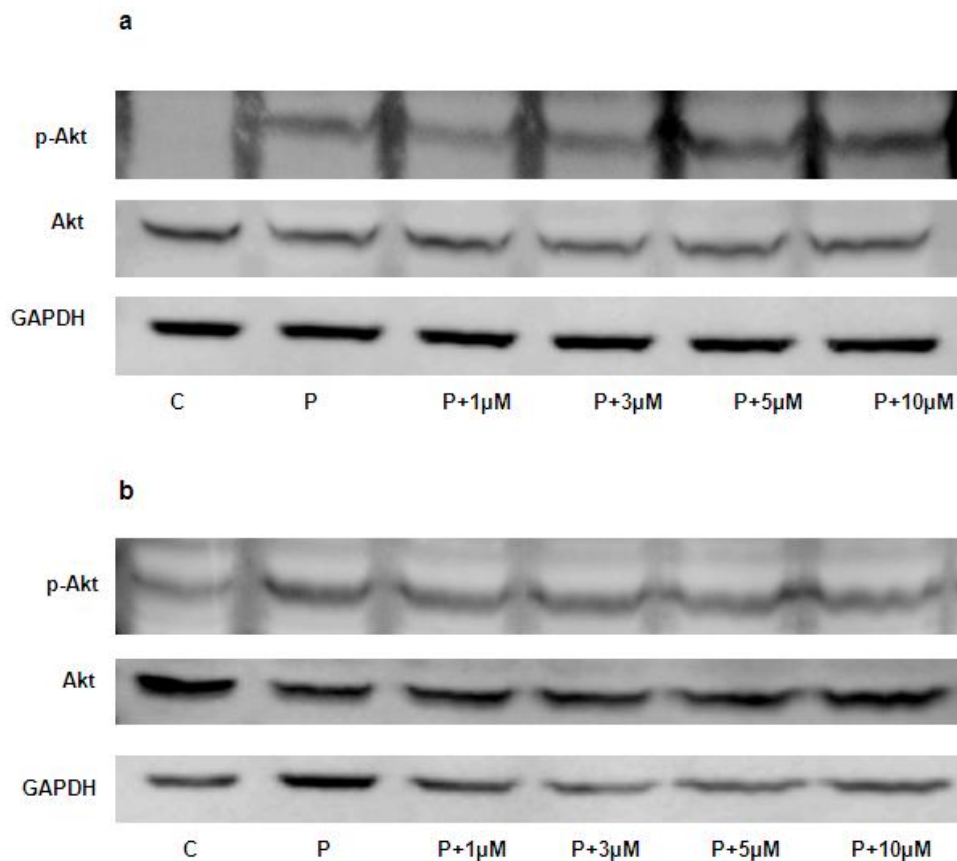 a
p-Akt
Akt
GAPDH
C P P+1µM P+3µM P+5µM P+10µM
b
p-Akt
Akt
GAPDH
C P P+1µM P+3µM P+5µM P+10µM